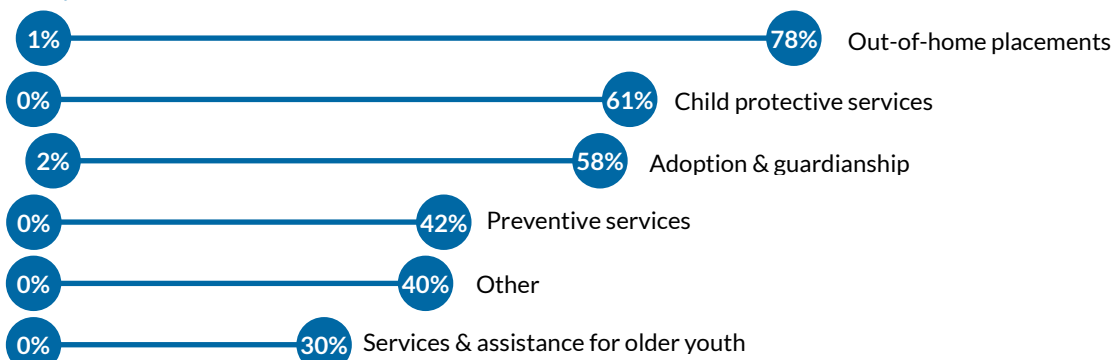 1% 78% Out-of-home placements
0% 61% Child protective services
2% 58% Adoption & guardianship
0% 42% Preventive services
0% 40% Other
0% 30% Services & assistance for older youth